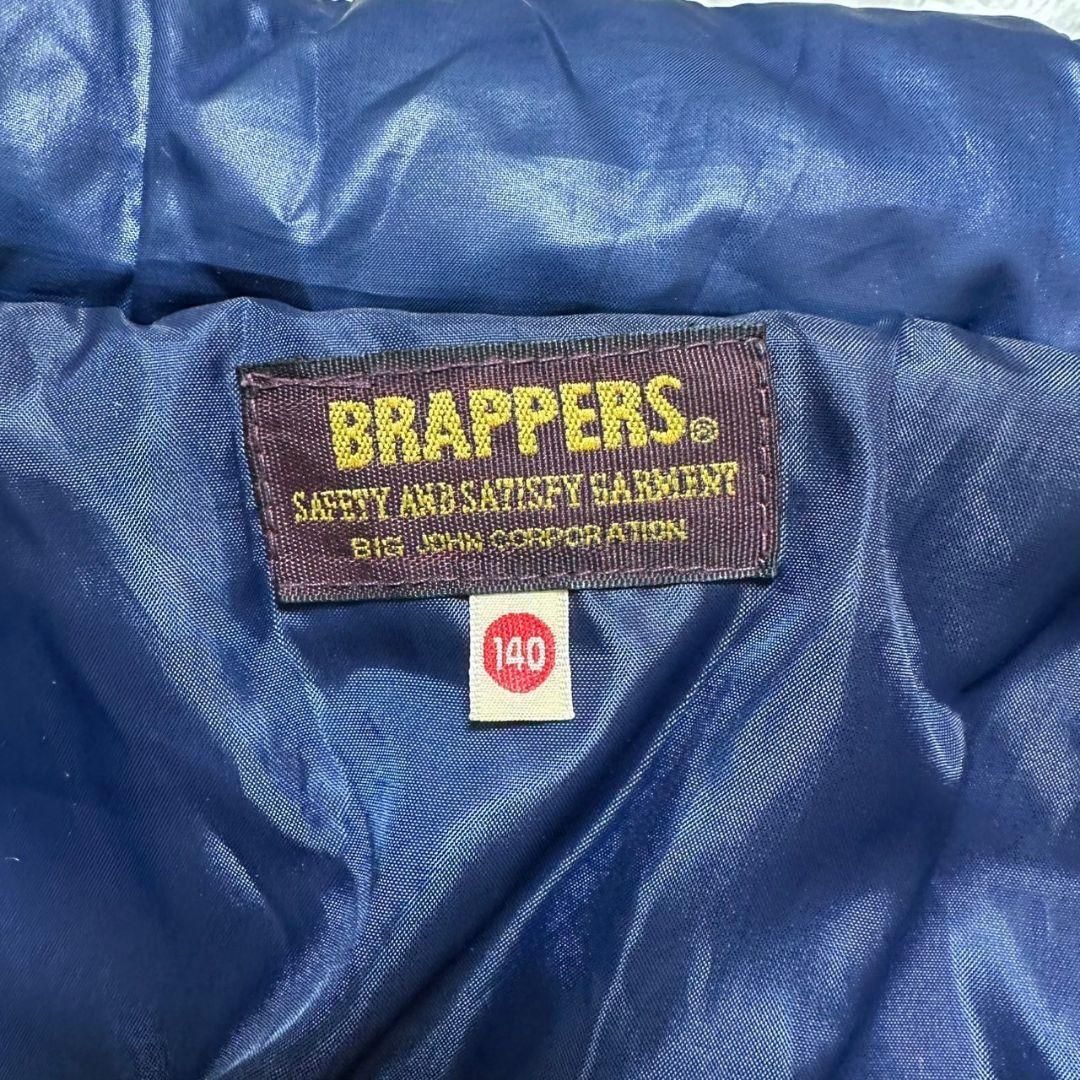 BRAPPERS®
SAFETY AND SATISFY GARMENT
BIG JOHN CORPORATION
140